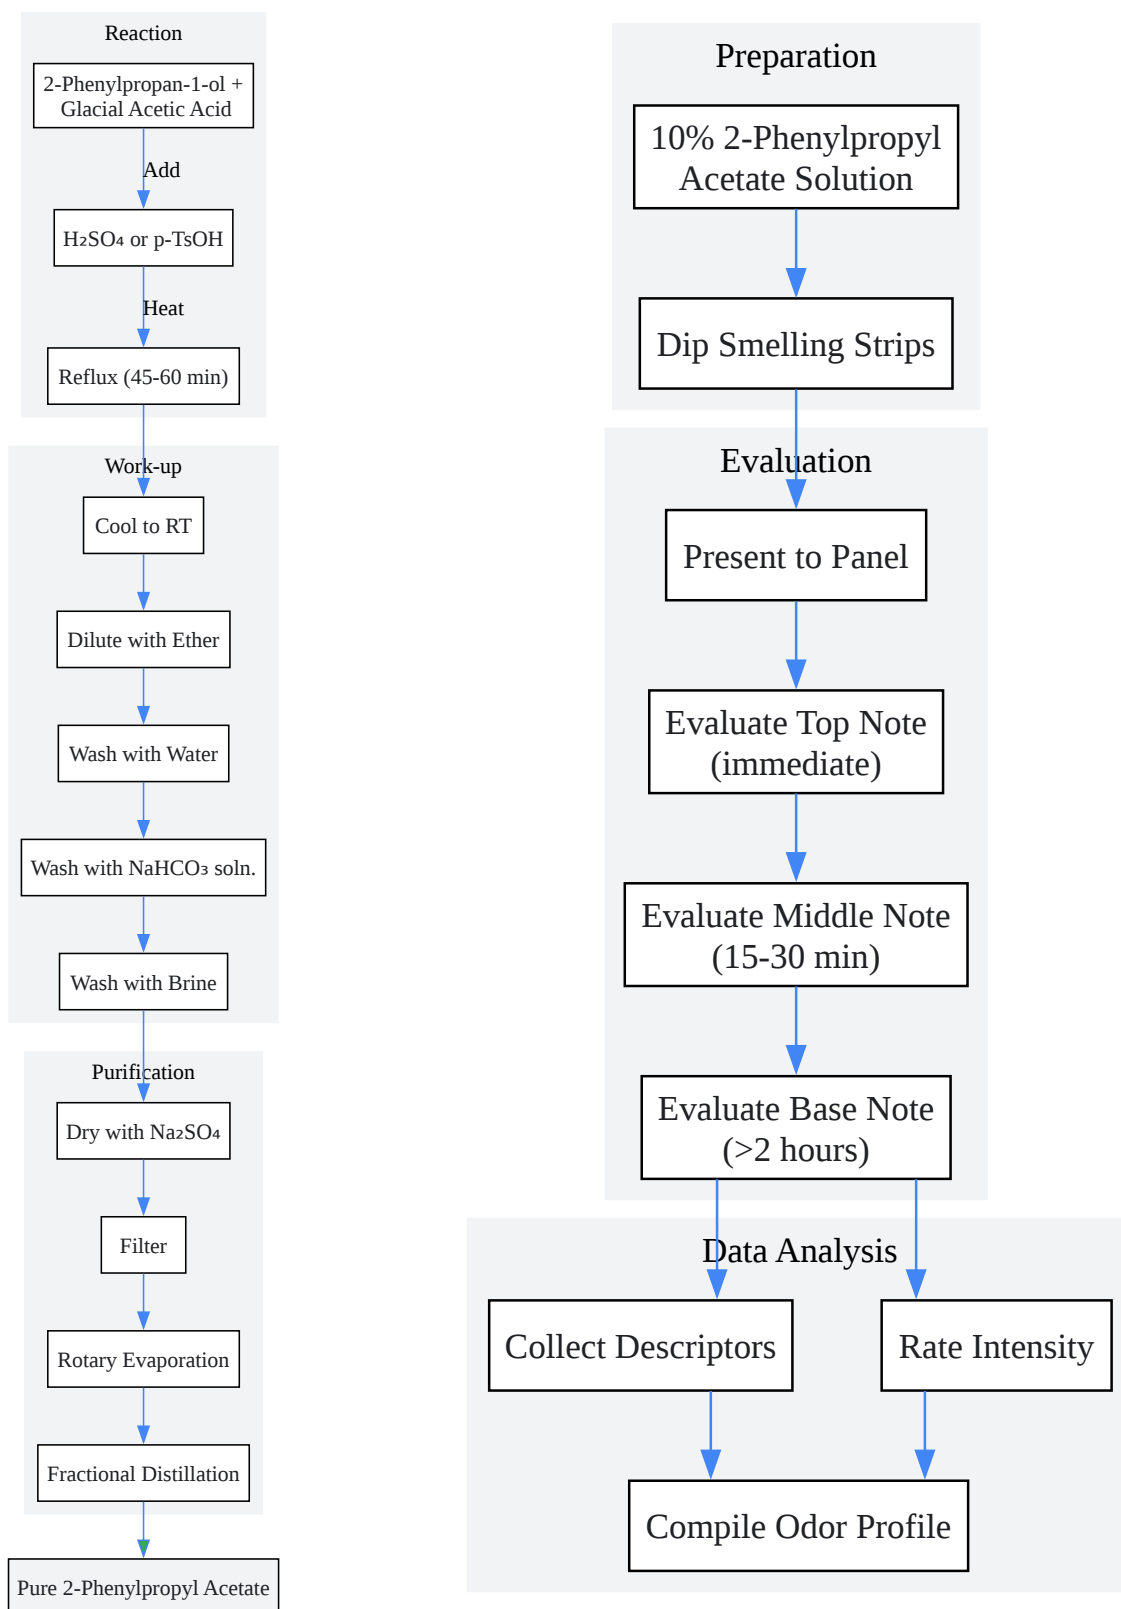 Reaction
2-Phenylpropan-1-ol +
Glacial Acetic Acid
Add
H₂SO₄ or p-TsOH
Heat
Reflux (45-60 min)
Work-up
Cool to RT
Dilute with Ether
Wash with Water
Wash with NaHCO₃ soln.
Wash with Brine
Purification
Dry with Na₂SO₄
Filter
Rotary Evaporation
Fractional Distillation
Pure 2-Phenylpropyl Acetate
Preparation
10% 2-Phenylpropyl
Acetate Solution
Dip Smelling Strips
Evaluation
Present to Panel
Evaluate Top Note
(immediate)
Evaluate Middle Note
(15-30 min)
Evaluate Base Note
(>2 hours)
Data Analysis
Collect Descriptors
Rate Intensity
Compile Odor Profile